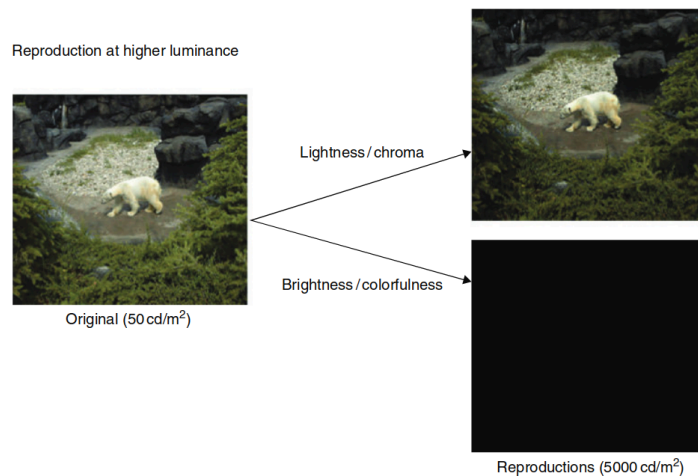 Reproduction at higher luminance
Lightness/chroma
Brightness/colorfulness
Original (50 cd/m²)
Reproductions (5000 cd/m²)